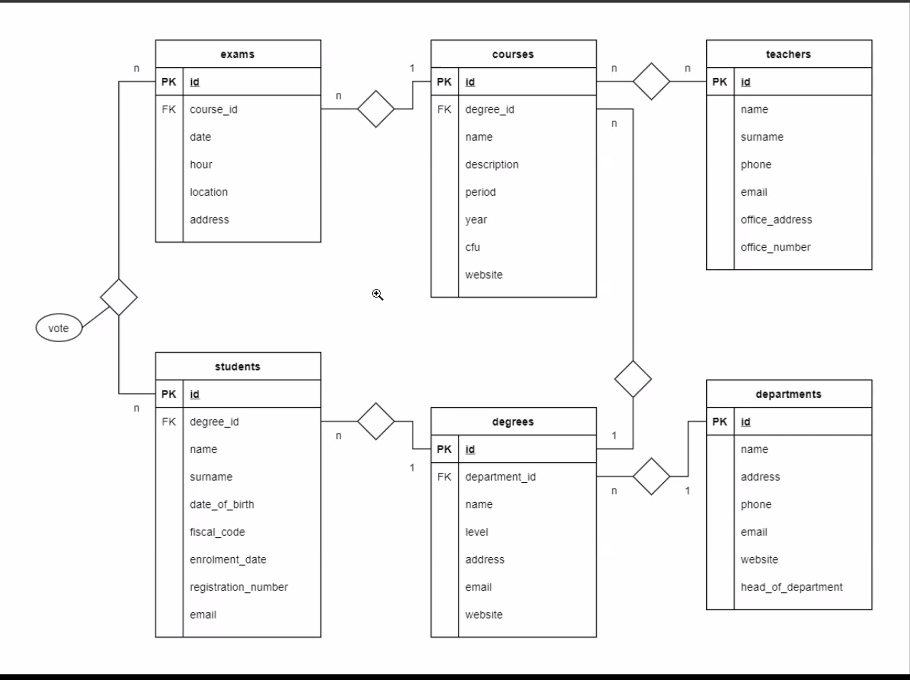 exams
PK id
FK course_id
date
hour
location
address
courses
PK id
FK degree_id
name
description
period
year
cfu
website
teachers
PK id
name
surname
phone
email
office_address
office_number
n
n
1
n
n
n
vote
students
PK id
FK degree_id
name
surname
date_of_birth
fiscal_code
enrolment_date
registration_number
email
degrees
PK id
FK department_id
name
level
address
email
website
departments
PK id
name
address
phone
email
website
head_of_department
n
n
1
1
n
1